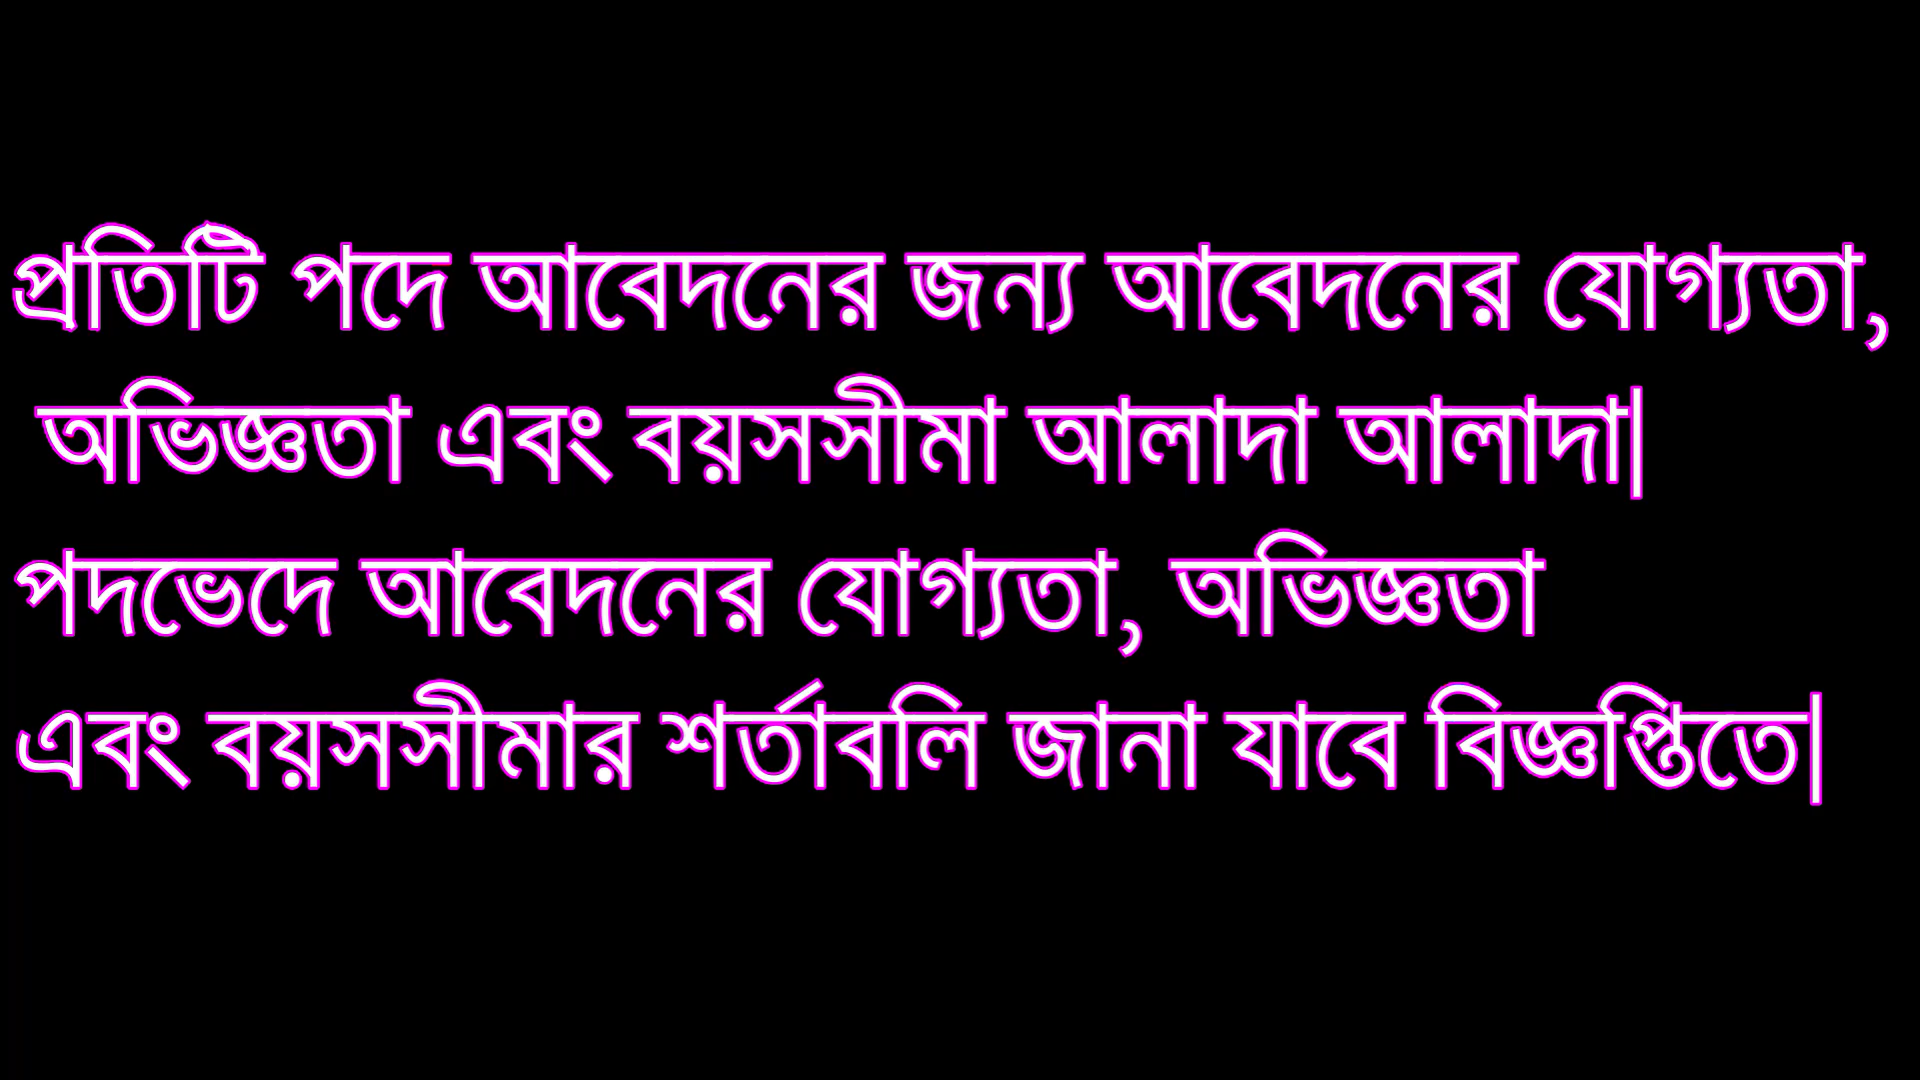 প্রতিটি পদে আবেদনের জন্য আবেদনের যোগ্যতা,
অভিজ্ঞতা এবং বয়সসীমা আলাদা আলাদা|
পদভেদে আবেদনের যোগ্যতা, অভিজ্ঞতা
এবং বয়সসীমার শর্তাবলি জানা যাবে বিজ্ঞপ্তিতে|